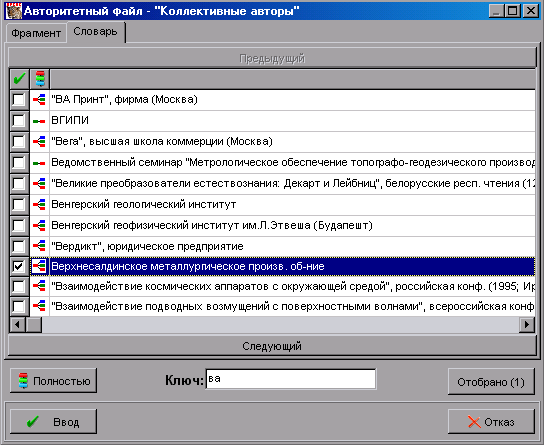 Авторитетный файл - "Коллективные авторы"
Фрагмент Словарь
Предыдущий
"ВА Принт", фирма (Москва)
ВГИПИ
"Вега", высшая школа коммерции (Москва)
Ведомственный семинар "Метрологическое обеспечение топографо-геодезического производ
"Великие преобразователи естествознания: Декарт и Лейбниц", белорусские респ. чтения (12
Венгерский геологический институт
Венгерский геофизический институт им.Л.Этвеша (Будапешт)
"Вердикт", юридическое предприятие
Верхнесалдинское металлургическое произв. об-ние
"Взаимодействие космических аппаратов с окружающей средой", российская конф. (1995; Ир
"Взаимодействие подводных возмущений с поверхностными волнами", всероссийская конф
Следующий
Полностью Ключ: ва Отобрано (1)
Ввод Отказ